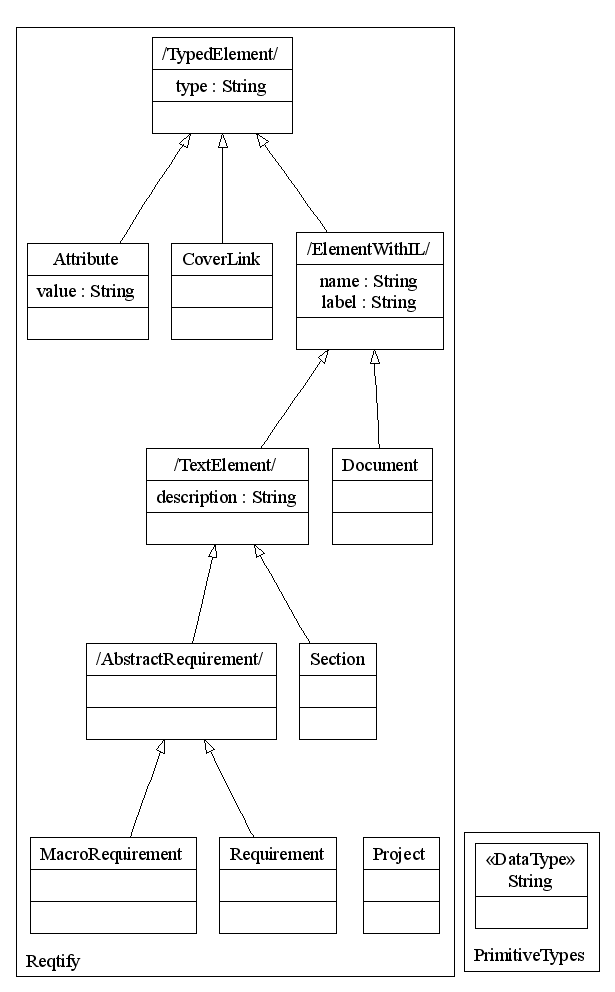 /TypedElement/
type : String
Attribute
value : String
CoverLink
/ElementWithIL/
name : String
label : String
/TextElement/
description : String
Document
/AbstractRequirement/
Section
MacroRequirement
Requirement
Project
Reqtify
«DataType»
String
PrimitiveTypes